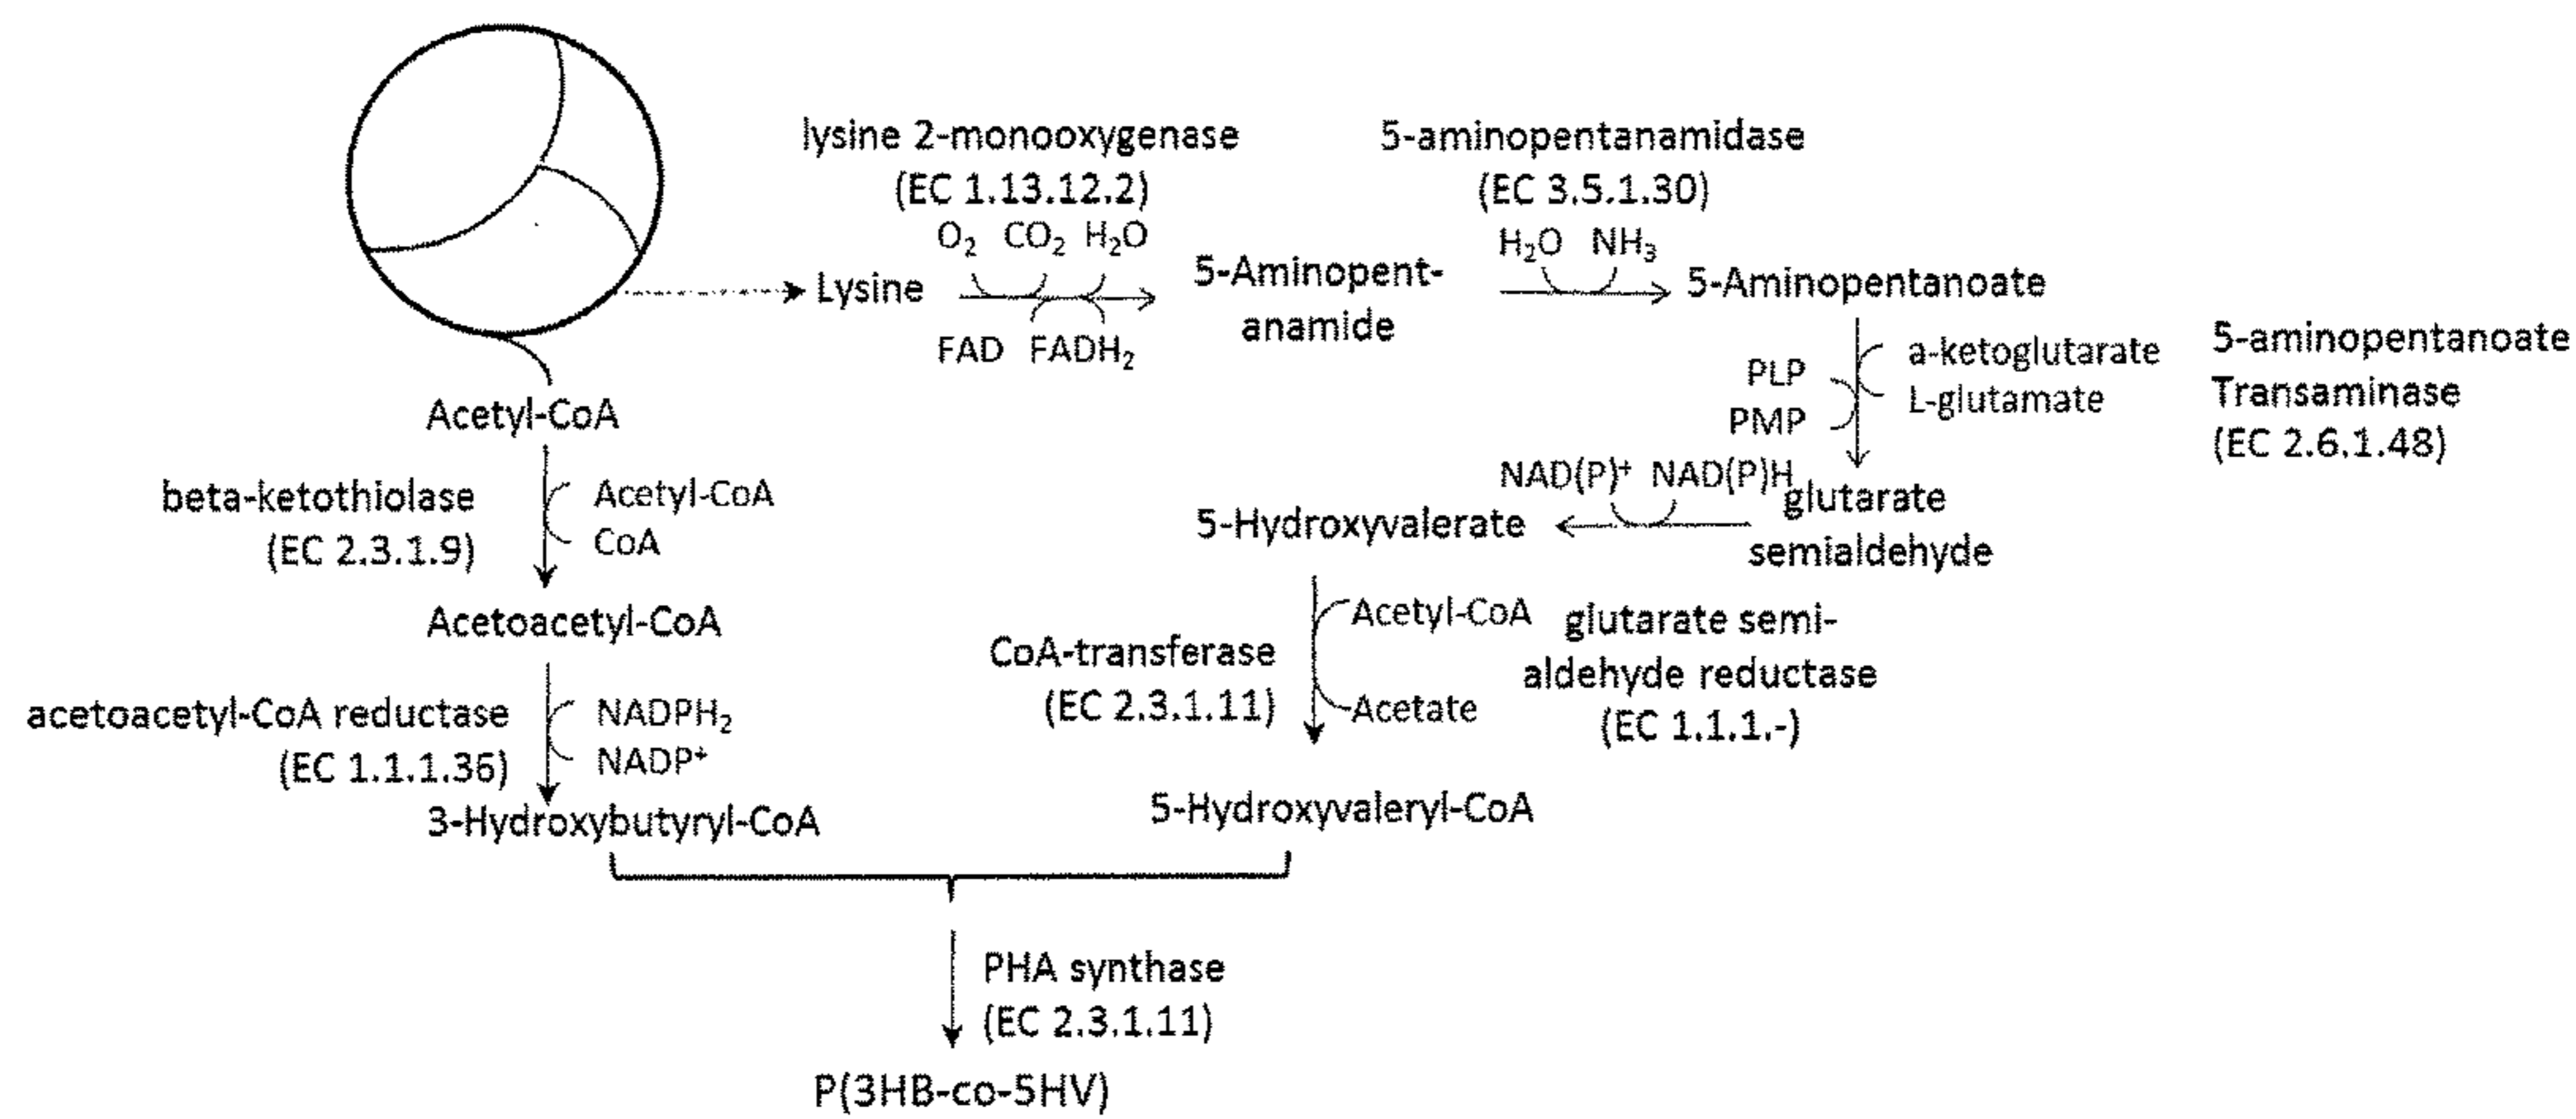 lysine 2-monooxygenase
(EC 1.13.12.2)
O2 CO2 H2O
FAD FADH2
5-aminopentanamidase
(EC 3.5.1.30)
H2O NH3
Lysine
5-Aminopent-
anamide
5-Aminopentanoate
PLP
PMP
a-ketoglutarate
L-glutamate
5-aminopentanoate
Transaminase
(EC 2.6.1.48)
Acetyl-CoA
beta-ketothiolase
(EC 2.3.1.9)
Acetyl-CoA
CoA
NAD(P)+ NAD(P)H
glutarate
semialdehyde
5-Hydroxyvalerate
Acetoacetyl-CoA
CoA-transferase
(EC 2.3.1.11)
Acetyl-CoA
Acetate
glutarate semi-
aldehyde reductase
(EC 1.1.1.-)
acetoacetyl-CoA reductase
(EC 1.1.1.36)
NADPH2
NADP+
3-Hydroxybutyryl-CoA
5-Hydroxyvaleryl-CoA
PHA synthase
(EC 2.3.1.11)
P(3HB-co-5HV)